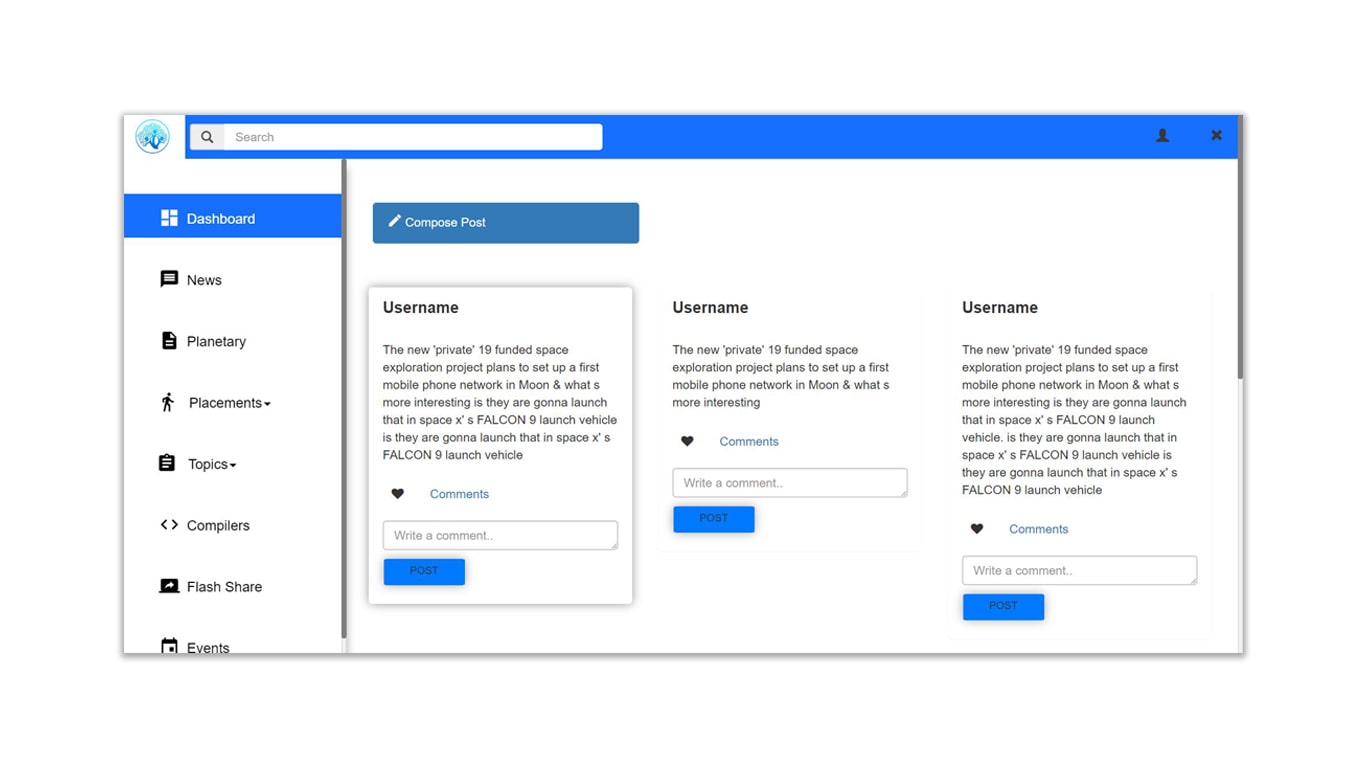 Search
Dashboard
News
Planetary
Placements
Topics
Compilers
Flash Share
Events
Compose Post
Username
The new 'private' 19 funded space
exploration project plans to set up a first
mobile phone network in Moon & what s
more interesting is they are gonna launch
that in space x' s FALCON 9 launch vehicle
is they are gonna launch that in space x' s
FALCON 9 launch vehicle
Comments
Write a comment..
POST
Username
The new 'private' 19 funded space
exploration project plans to set up a first
mobile phone network in Moon & what s
more interesting
Comments
Write a comment..
POST
Username
The new 'private' 19 funded space
exploration project plans to set up a first
mobile phone network in Moon & what s
more interesting is they are gonna launch
that in space x' s FALCON 9 launch
vehicle. is they are gonna launch that in
space x' s FALCON 9 launch vehicle is
they are gonna launch that in space x' s
FALCON 9 launch vehicle
Comments
Write a comment..
POST